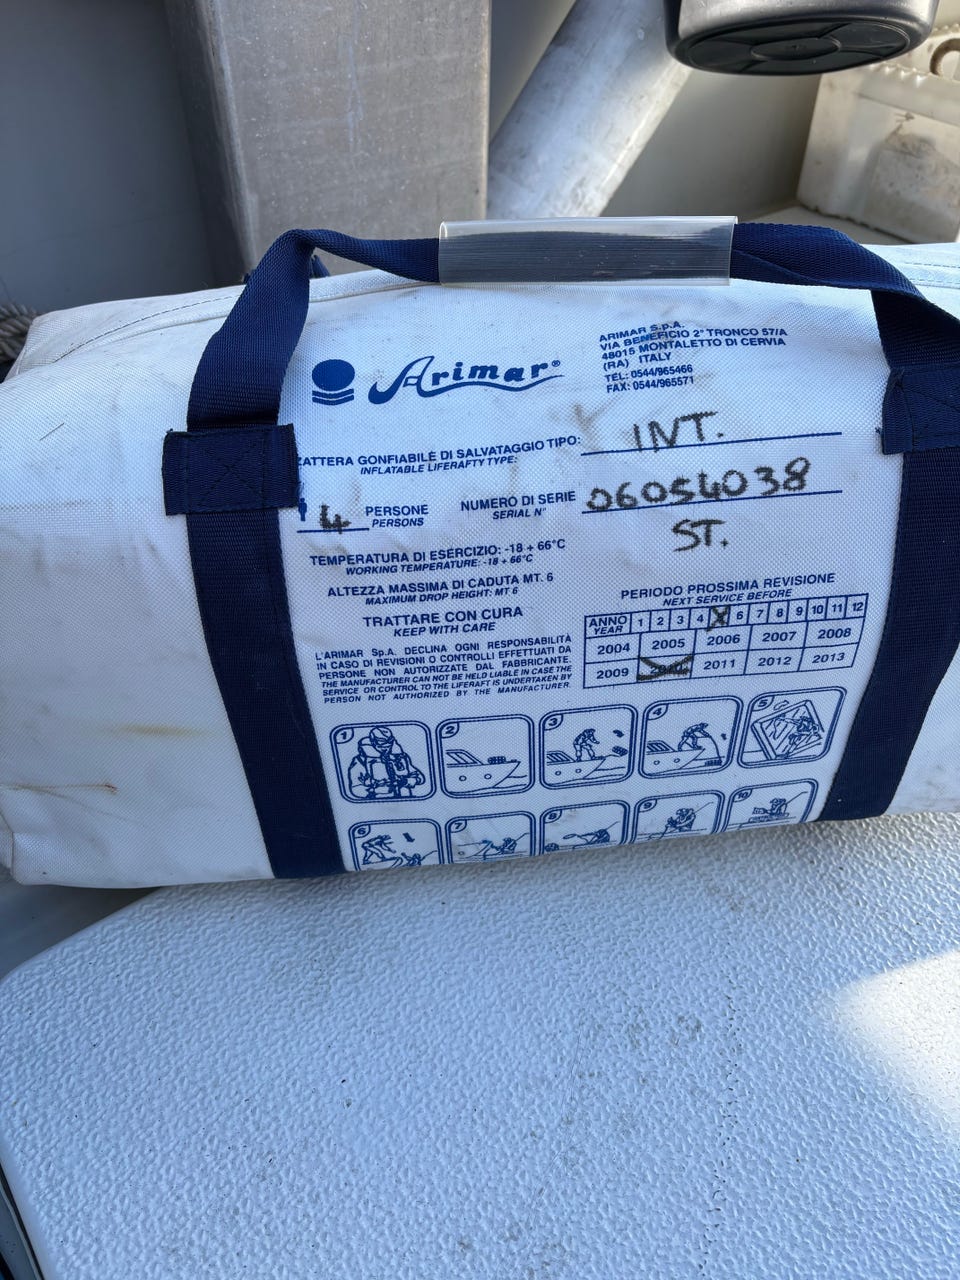 Arimar®
ARIMAR S.p.A.
VIA BENEFICIO 2° TRONCO 57/A
48015 MONTALETTO DI CERVIA
(RA) ITALY
TEL: 0544/965466
FAX: 0544/965571
ZATTERA GONFIABILE DI SALVATAGGIO TIPO: INT.
INFLATABLE LIFERAFTY TYPE:
4 PERSONE
PERSONS
NUMERO DI SERIE 06054038
SERIAL N°
ST.
TEMPERATURA DI ESERCIZIO: -18 + 66°C
WORKING TEMPERATURE: -18 + 66°C
ALTEZZA MASSIMA DI CADUTA MT. 6
MAXIMUM DROP HEIGHT: MT 6
TRATTARE CON CURA
KEEP WITH CARE
L'ARIMAR S.p.A. DECLINA OGNI RESPONSABILITÀ
IN CASO DI REVISIONI O CONTROLLI EFFETTUATI DA
PERSONE NON AUTORIZZATE DAL FABBRICANTE.
THE MANUFACTURER CAN NOT BE HELD LIABLE IN CASE THE
SERVICE OR CONTROL TO THE LIFERAFT IS UNDERTAKEN BY
PERSON NOT AUTHORIZED BY THE MANUFACTURER.
PERIODO PROSSIMA REVISIONE
NEXT SERVICE BEFORE
ANNO 1 2 3 4 X 6 7 8 9 10 11 12
YEAR
2004 2005 2006 2007 2008
2009 2011 2012 2013
1 2 3 4 5
6 7 8 9 10